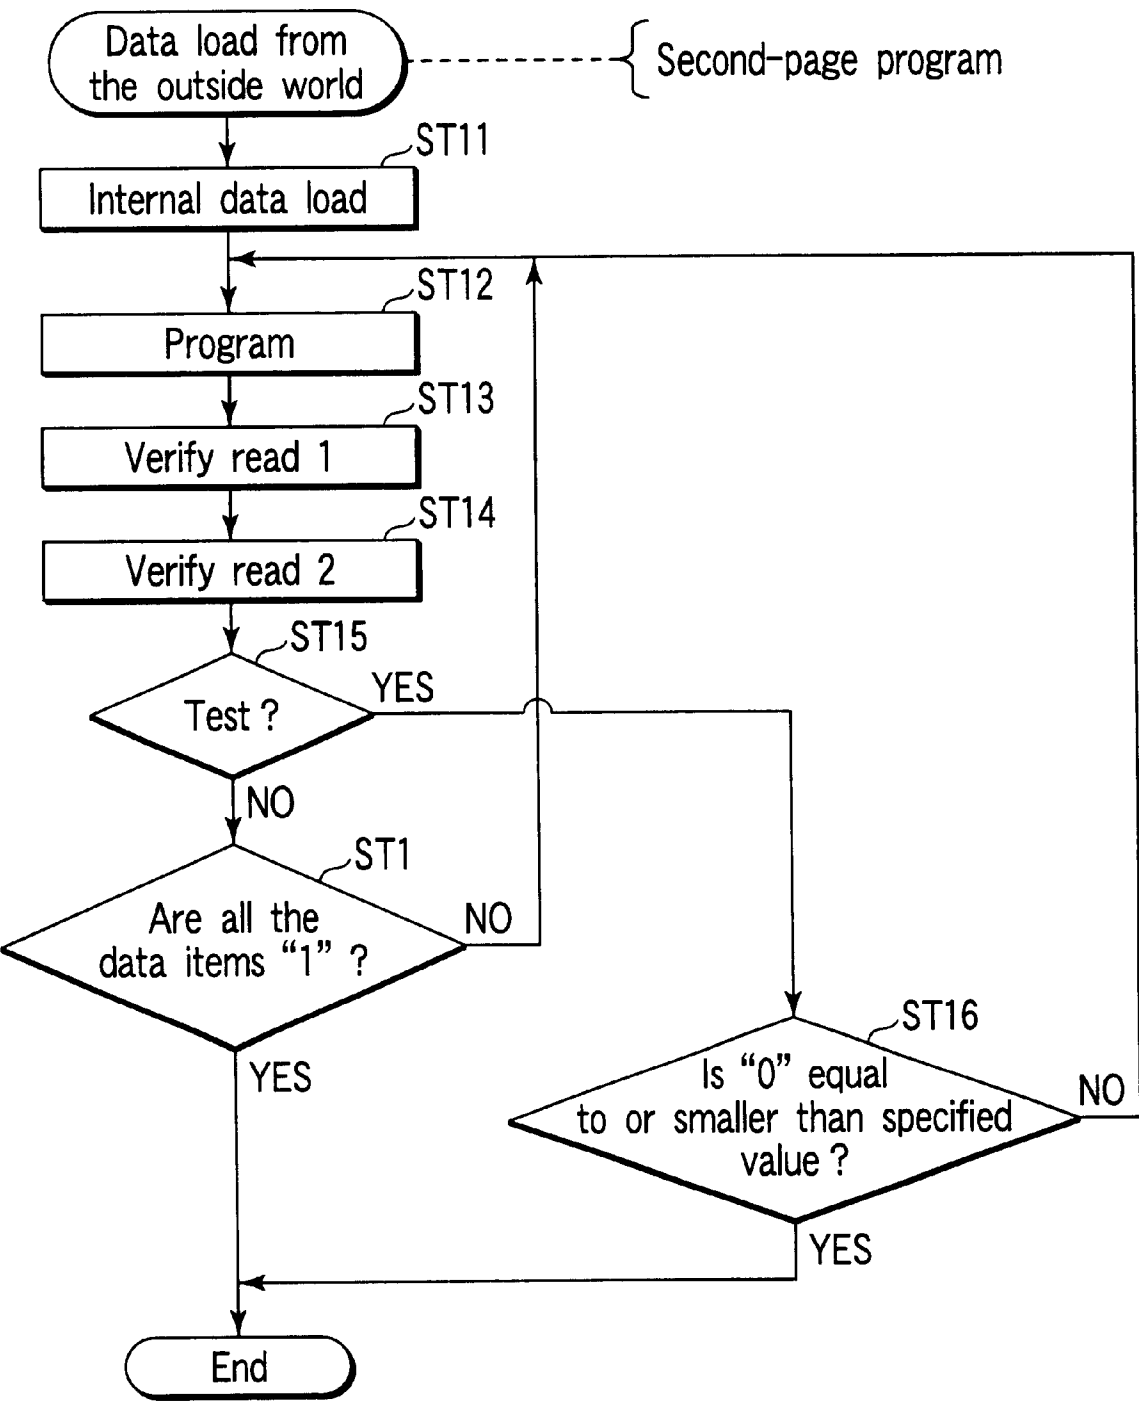 Data load from
the outside world
Second-page program
ST11
Internal data load
ST12
Program
ST13
Verify read 1
ST14
Verify read 2
ST15
Test ?
YES
NO
ST1
Are all the
data items “1” ?
NO
YES
ST16
Is “0” equal
to or smaller than specified
value ?
NO
YES
End